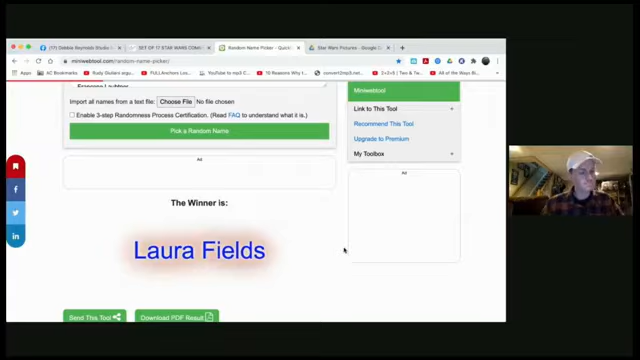 (17) Debbie Reynolds Studio
SET OF 17 STAR WARS COMI
Random Name Picker - Quick
Star Wars Pictures - Google D
miniwebtool.com/random-name-picker/
Apps
AC Bookmarks
Rudy Giuliani argue...
FULLAnchors Loud
YouTube to mp3 C...
10 Reasons Why t...
convert2mp3.net
All of the Ways Bi...
Import all names from a text file: Choose File No file chosen
Enable 3-step Randomness Process Certification. (Read FAQ to understand what it is.)
Pick a Random Name
Ad
The Winner is:
Laura Fields
Send This Tool
Download PDF Result
Miniwebtool
Link to This Tool +
Recommend This Tool
Upgrade to Premium
My Toolbox +
Ad